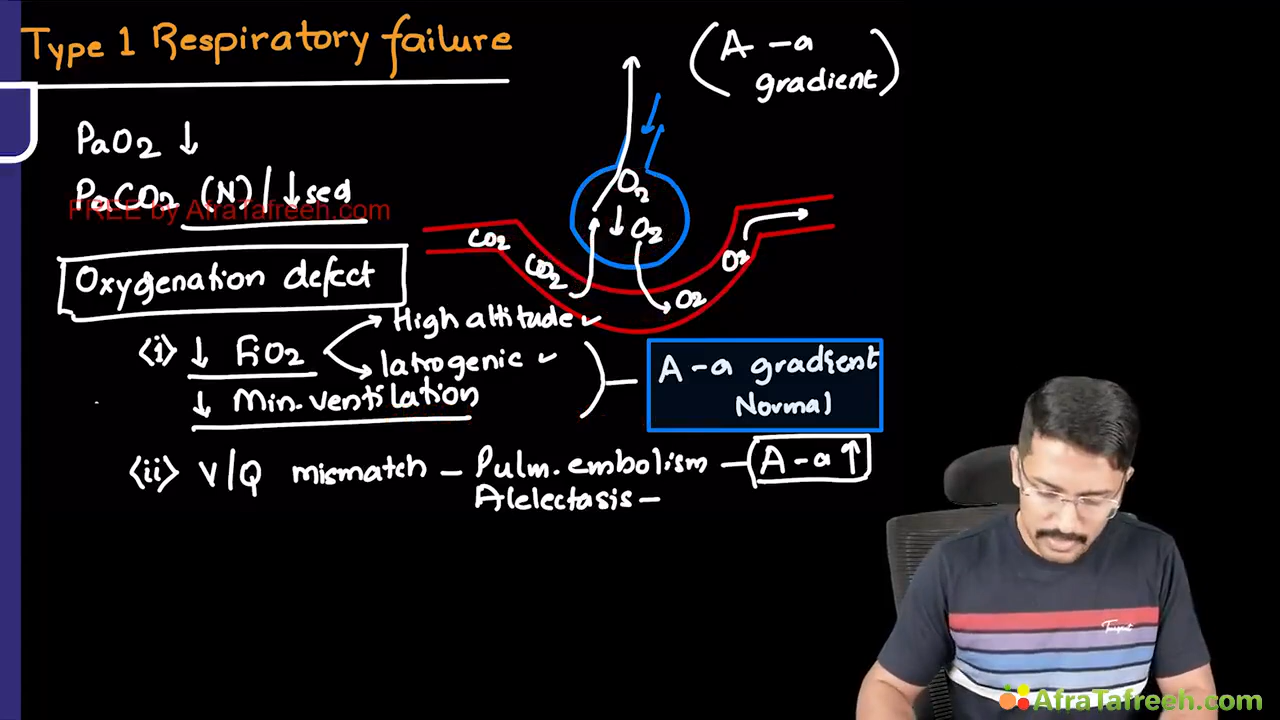 Type 1 Respiratory failure
(A-a
gradient)
PaO2 ↓
PaCO2 (N)/↓sed
FREE by AfraTafreeh.com
O2
↓ O2
CO2
CO2
O2
O2
Oxygenation defect
(i) ↓ FiO2
High altitude ✓
Iatrogenic ✓
↓ Min. ventilation
A-a gradient
Normal
(ii) V/Q mismatch - Pulm. embolism - A-a ↑
Atelectasis -
AfraTafreeh.com